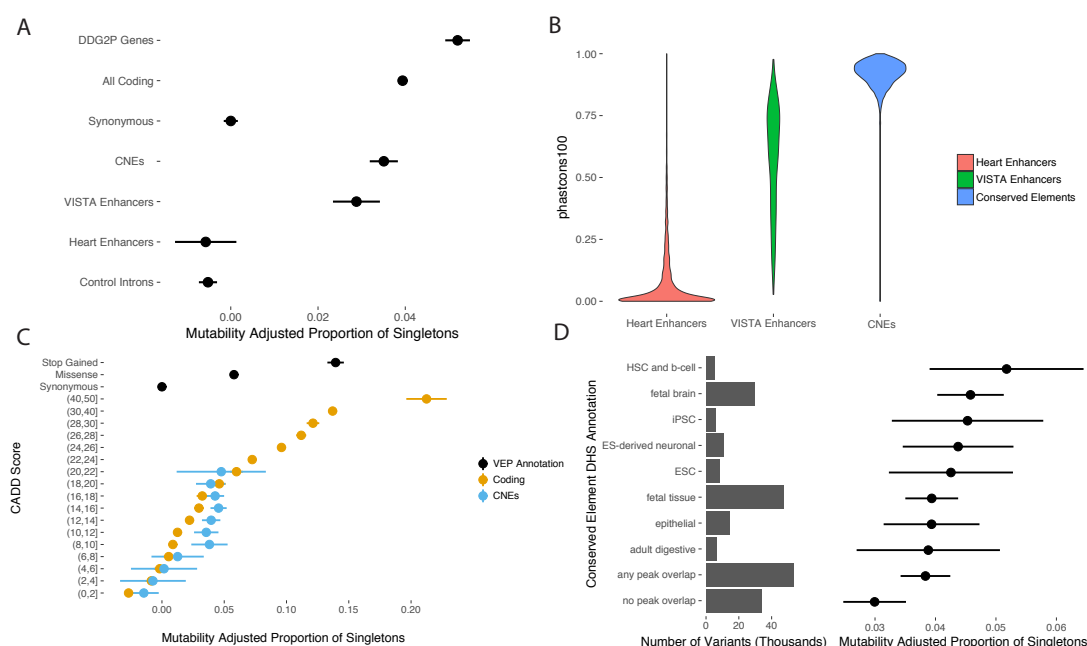 A
DDG2P Genes
All Coding
Synonymous
CNEs
VISTA Enhancers
Heart Enhancers
Control Introns
0.00
0.02
0.04
Mutability Adjusted Proportion of Singletons
B
phastcons100
1.00
0.75
0.50
0.25
0.00
Heart Enhancers
VISTA Enhancers
CNEs
Heart Enhancers
VISTA Enhancers
Conserved Elements
C
CADD Score
Stop Gained
Missense
Synonymous
(40,50]
(30,40]
(28,30]
(26,28]
(24,26]
(22,24]
(20,22]
(18,20]
(16,18]
(14,16]
(12,14]
(10,12]
(8,10]
(6,8]
(4,6]
(2,4]
(0,2]
0.00
0.05
0.10
0.15
0.20
Mutability Adjusted Proportion of Singletons
VEP Annotation
Coding
CNEs
D
Conserved Element DHS Annotation
HSC and b-cell
fetal brain
iPSC
ES-derived neuronal
ESC
fetal tissue
epithelial
adult digestive
any peak overlap
no peak overlap
0
20
40
Number of Variants (Thousands)
0.03
0.04
0.05
0.06
Mutability Adjusted Proportion of Singletons